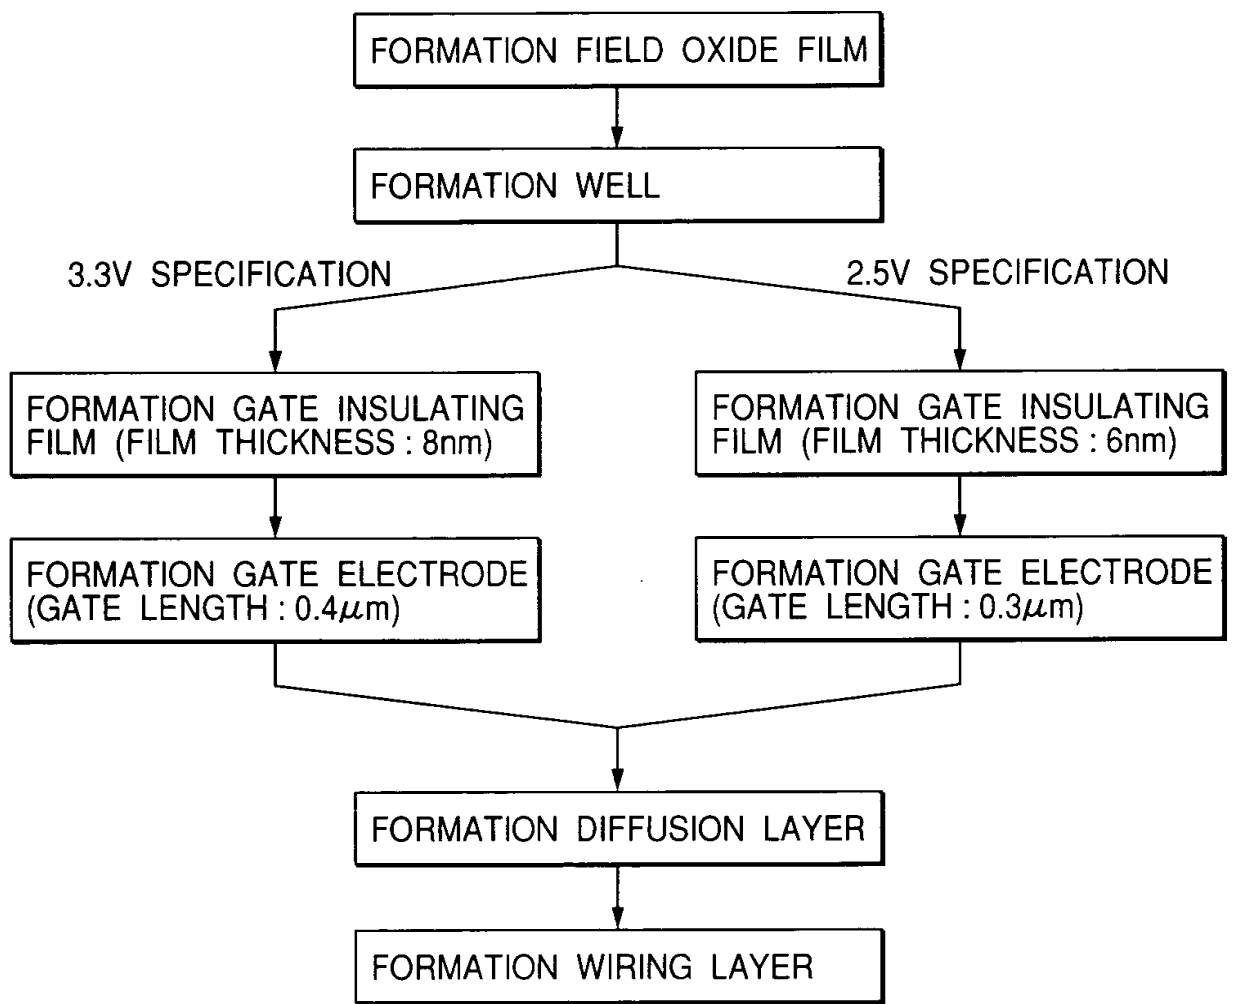 FORMATION FIELD OXIDE FILM
FORMATION WELL
3.3V SPECIFICATION
2.5V SPECIFICATION
FORMATION GATE INSULATING
FILM (FILM THICKNESS : 8nm)
FORMATION GATE INSULATING
FILM (FILM THICKNESS : 6nm)
FORMATION GATE ELECTRODE
(GATE LENGTH : 0.4μm)
FORMATION GATE ELECTRODE
(GATE LENGTH : 0.3μm)
FORMATION DIFFUSION LAYER
FORMATION WIRING LAYER